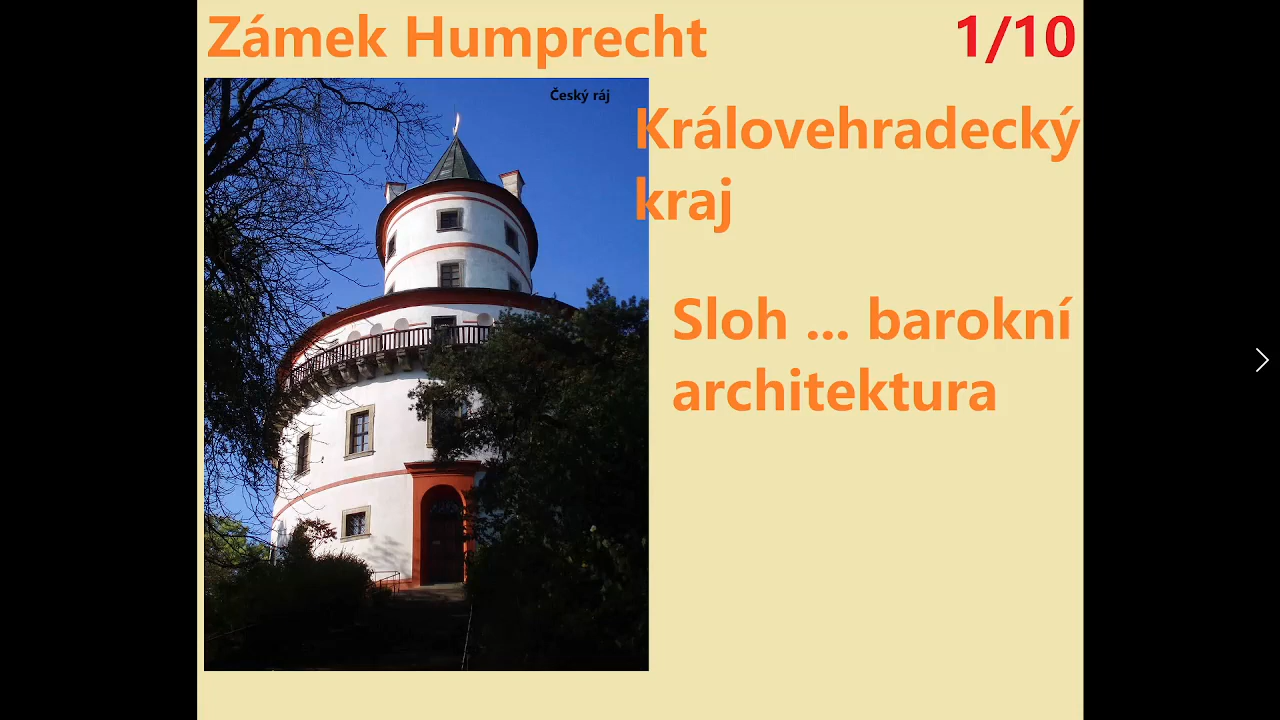 Zámek Humprecht
1/10
Český ráj
Královehradecký
kraj
Sloh ... barokní
architektura